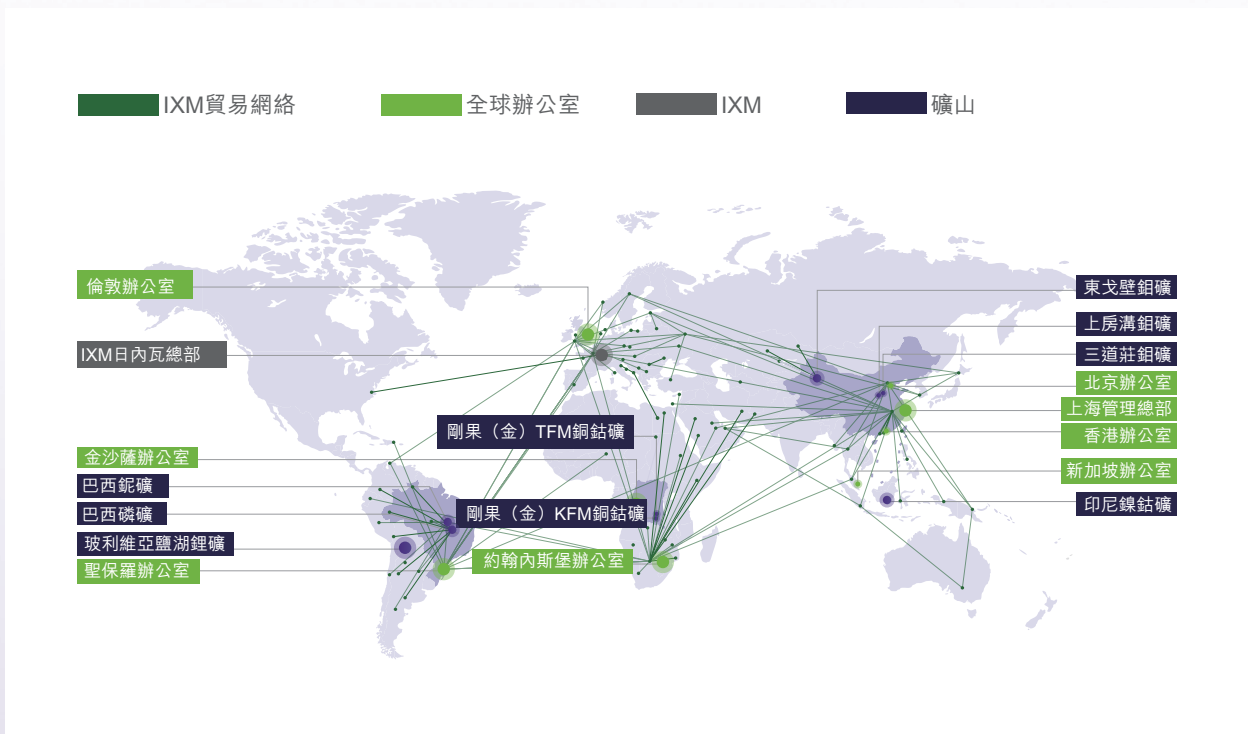 IXM貿易網絡
全球辦公室
IXM
礦山
倫敦辦公室
IXM日內瓦總部
金沙薩辦公室
巴西鈮礦
巴西磷礦
玻利維亞鹽湖鋰礦
聖保羅辦公室
剛果（金）TFM銅鈷礦
剛果（金）KFM銅鈷礦
約翰內斯堡辦公室
東戈壁鉬礦
上房溝鉬礦
三道莊鉬礦
北京辦公室
上海管理總部
香港辦公室
新加坡辦公室
印尼鎳鈷礦